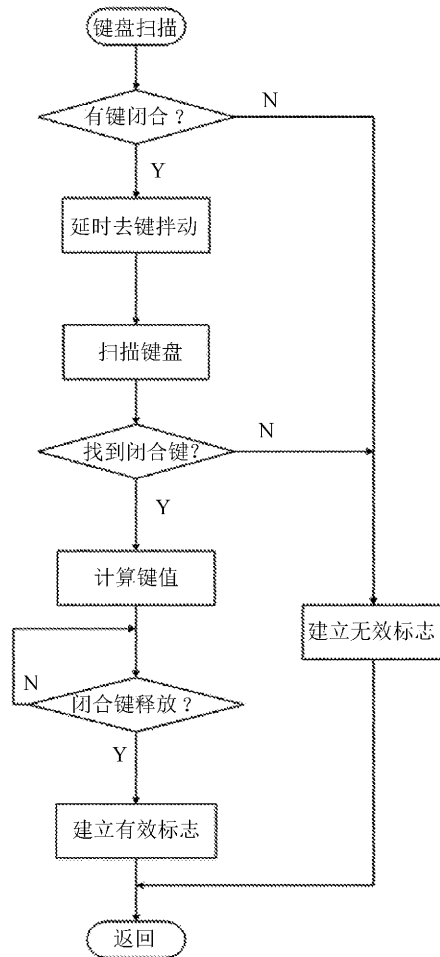 键盘扫描
有键闭合？
N
Y
延时去键拌动
扫描键盘
找到闭合键？
N
Y
计算键值
建立无效标志
N
闭合键释放？
Y
建立有效标志
返回